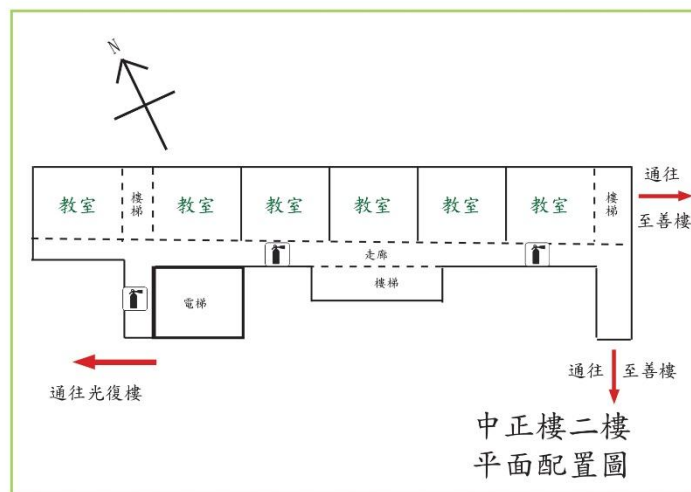 N
通往
至善樓
教室
樓梯
教室
教室
教室
教室
教室
樓梯
走廊
樓梯
電梯
通往光復樓
通往 至善樓
中正樓二樓
平面配置圖